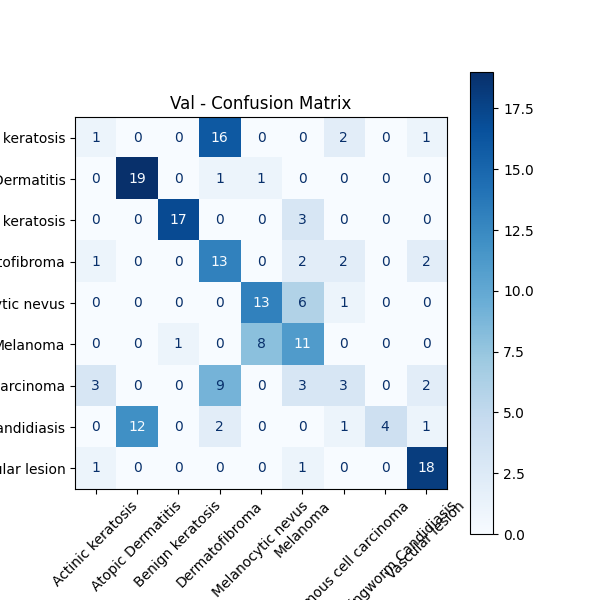 Val - Confusion Matrix
keratosis 1 0 0 16 0 0 2 0 1
Dermatitis 0 19 0 1 1 0 0 0 0
keratosis 0 0 17 0 0 3 0 0 0
tofibroma 1 0 0 13 0 2 2 0 2
ytic nevus 0 0 0 0 13 6 1 0 0
Melanoma 0 0 1 0 8 11 0 0 0
arcinoma 3 0 0 9 0 3 3 0 2
andidiasis 0 12 0 2 0 0 1 4 1
ular lesion 1 0 0 0 0 1 0 0 18
Actinic keratosis
Atopic Dermatitis
Benign keratosis
Dermatofibroma
Melanocytic nevus
Melanoma
mous cell carcinoma
ngworm Candidiasis
Vascular lesion
17.5
15.0
12.5
10.0
7.5
5.0
2.5
0.0